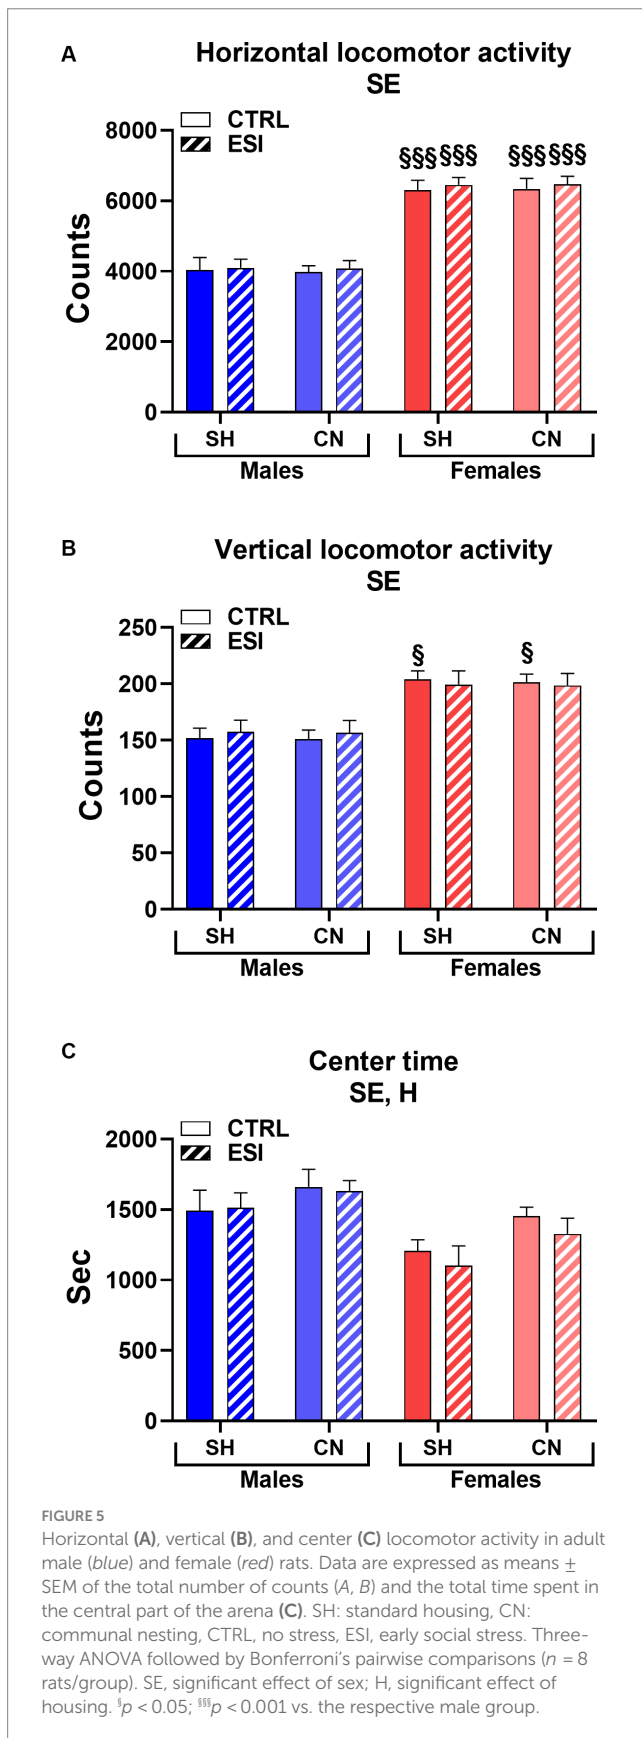 A
Horizontal locomotor activity
SE
CTRL
ESI
8000
6000
4000
2000
0
Counts
§§§ §§§ §§§ §§§
SH CN SH CN
Males Females
B
Vertical locomotor activity
SE
CTRL
ESI
250
200
150
100
50
0
Counts
§ §
SH CN SH CN
Males Females
C
Center time
SE, H
CTRL
ESI
2000
1500
1000
500
0
Sec
SH CN SH CN
Males Females
FIGURE 5
Horizontal (A), vertical (B), and center (C) locomotor activity in adult
male (blue) and female (red) rats. Data are expressed as means ±
SEM of the total number of counts (A, B) and the total time spent in
the central part of the arena (C). SH: standard housing, CN:
communal nesting, CTRL, no stress, ESI, early social stress. Three-
way ANOVA followed by Bonferroni's pairwise comparisons (n = 8
rats/group). SE, significant effect of sex; H, significant effect of
housing. §p < 0.05; §§§p < 0.001 vs. the respective male group.